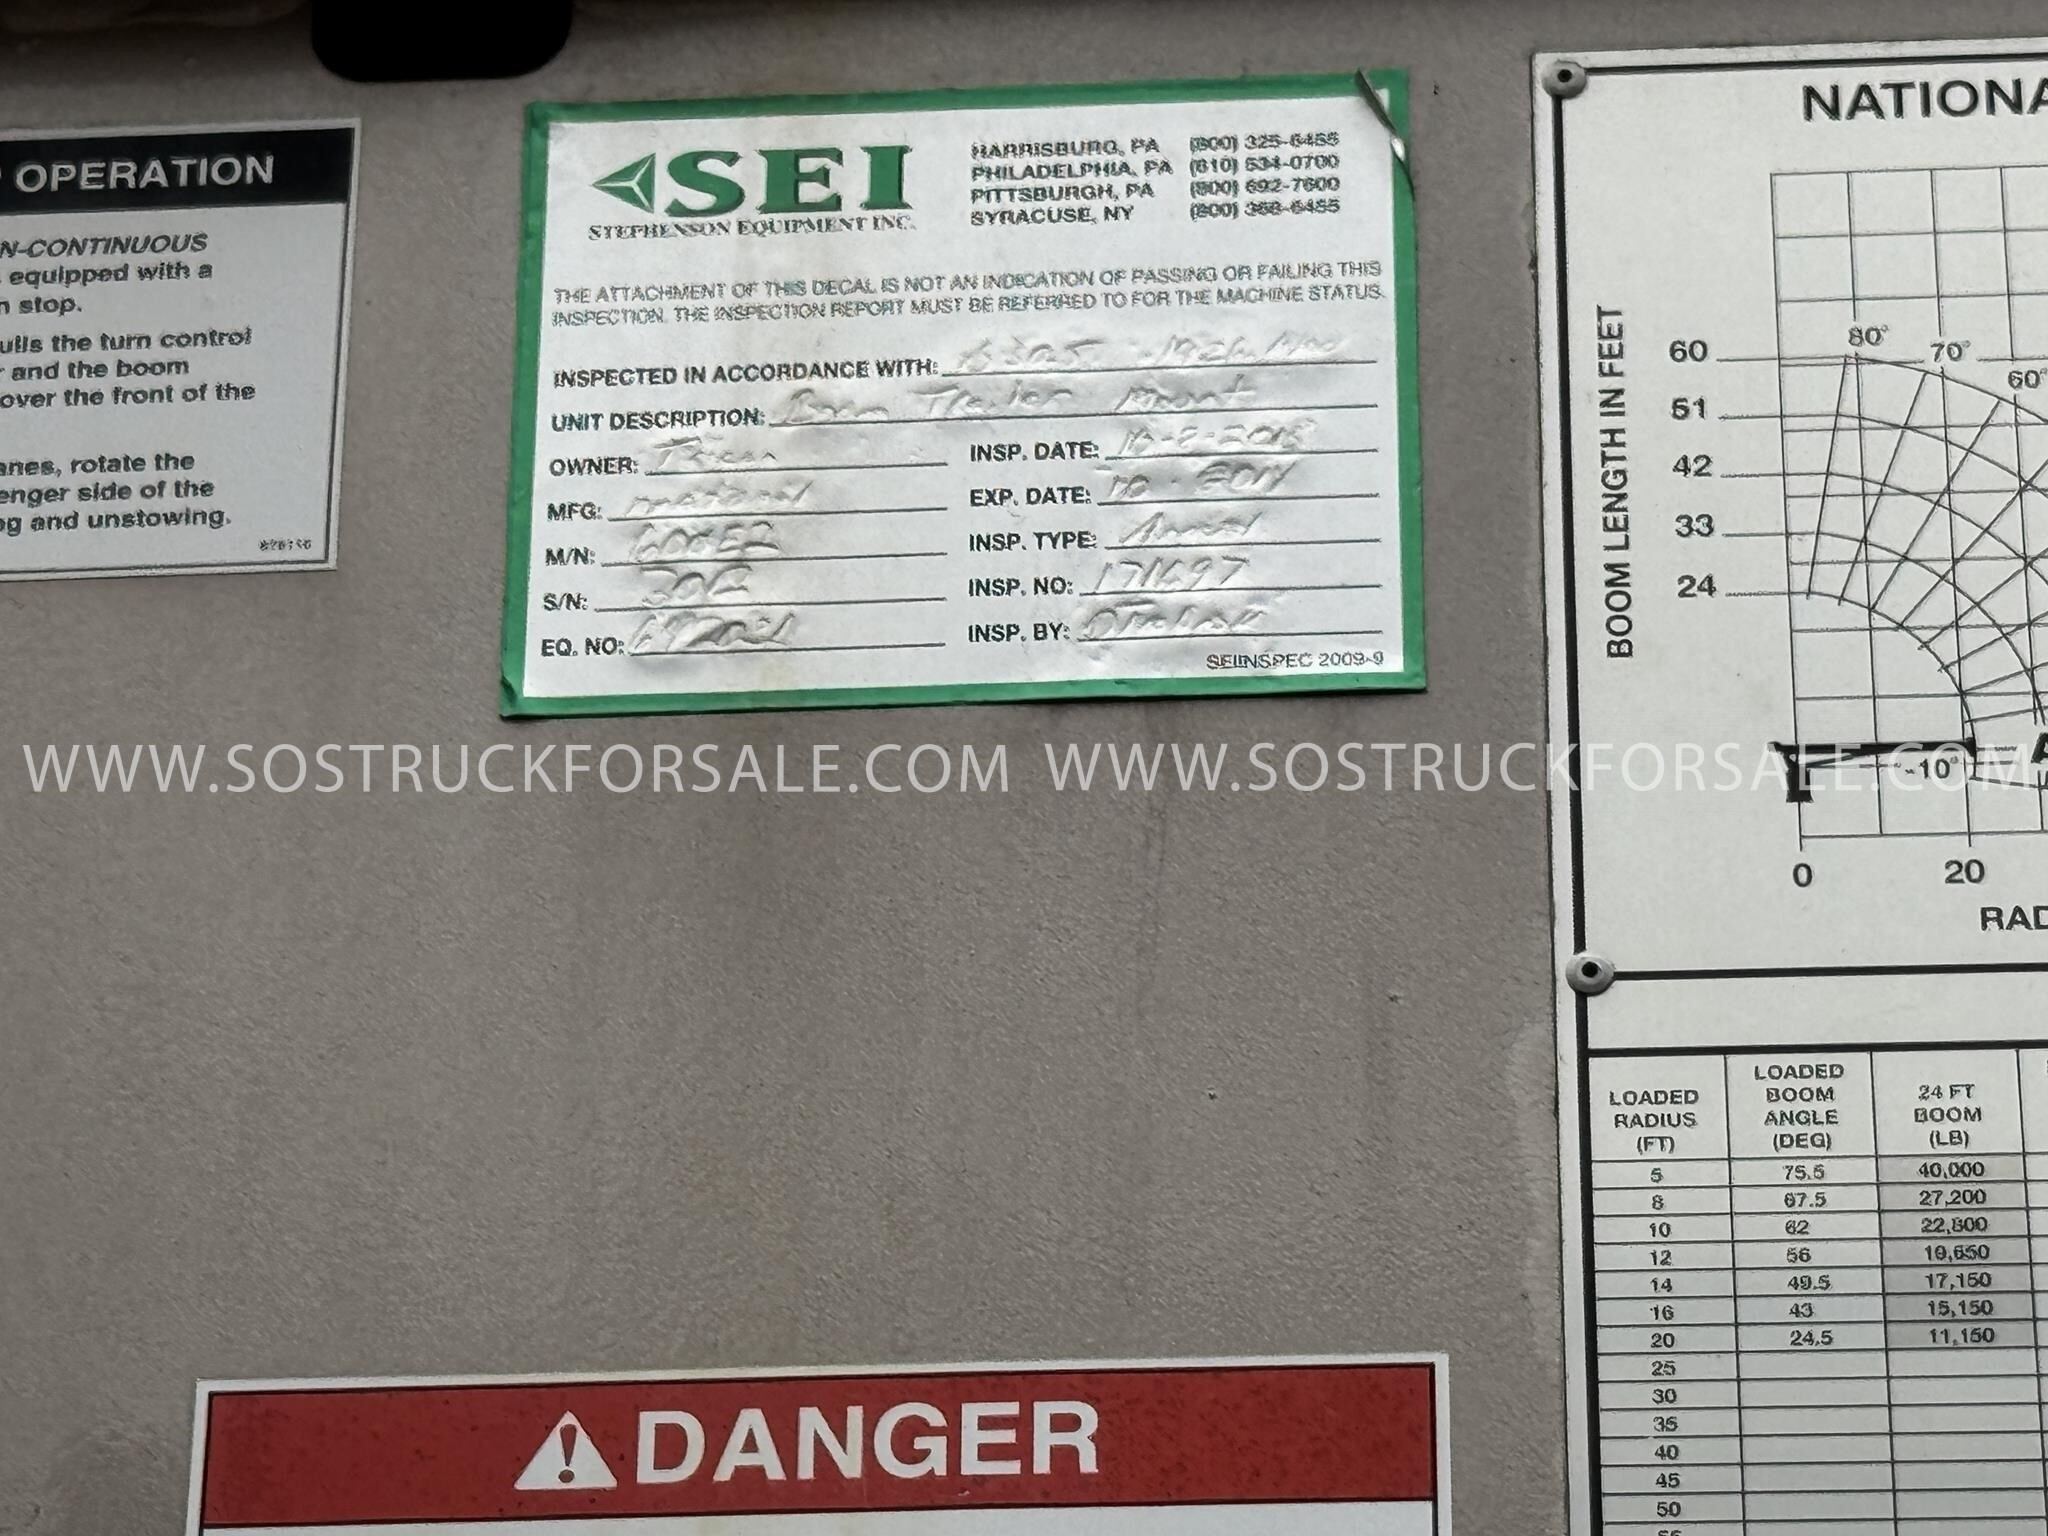 OPERATION
N-CONTINUOUS
equipped with a
n stop.
ulls the turn control
and the boom
over the front of the
anes, rotate the
enger side of the
og and unstowing.
SEI
STEPHENSON EQUIPMENT INC.
HARRISBURG, PA (800) 325-6455
PHILADELPHIA, PA (610) 534-0700
PITTSBURGH, PA (800) 692-7600
SYRACUSE, NY (800) 368-6455
THE ATTACHMENT OF THIS DECAL IS NOT AN INDICATION OF PASSING OR FAILING THIS
INSPECTION. THE INSPECTION REPORT MUST BE REFERRED TO FOR THE MACHINE STATUS.
INSPECTED IN ACCORDANCE WITH:
UNIT DESCRIPTION: Boom Trailer Mount
OWNER:
MFG: national
M/N: 600E2
S/N:
EQ. NO:
INSP. DATE:
EXP. DATE:
INSP. TYPE: Annual
INSP. NO: 171697
INSP. BY:
SEIINSPEC 2009-9
NATIONA
BOOM LENGTH IN FEET
60
51
42
33
24
80°
70°
60°
-10°
0 20
RAD
LOADED RADIUS (FT) LOADED BOOM ANGLE (DEG) 24 FT BOOM (LB)
5 75.5 40,000
8 67.5 27,200
10 62 22,800
12 56 19,650
14 49.5 17,150
16 43 15,150
20 24.5 11,150
25
30
35
40
45
50
DANGER
WWW.SOSTRUCKFORSALE.COM WWW.SOSTRUCKFORSALE.COM